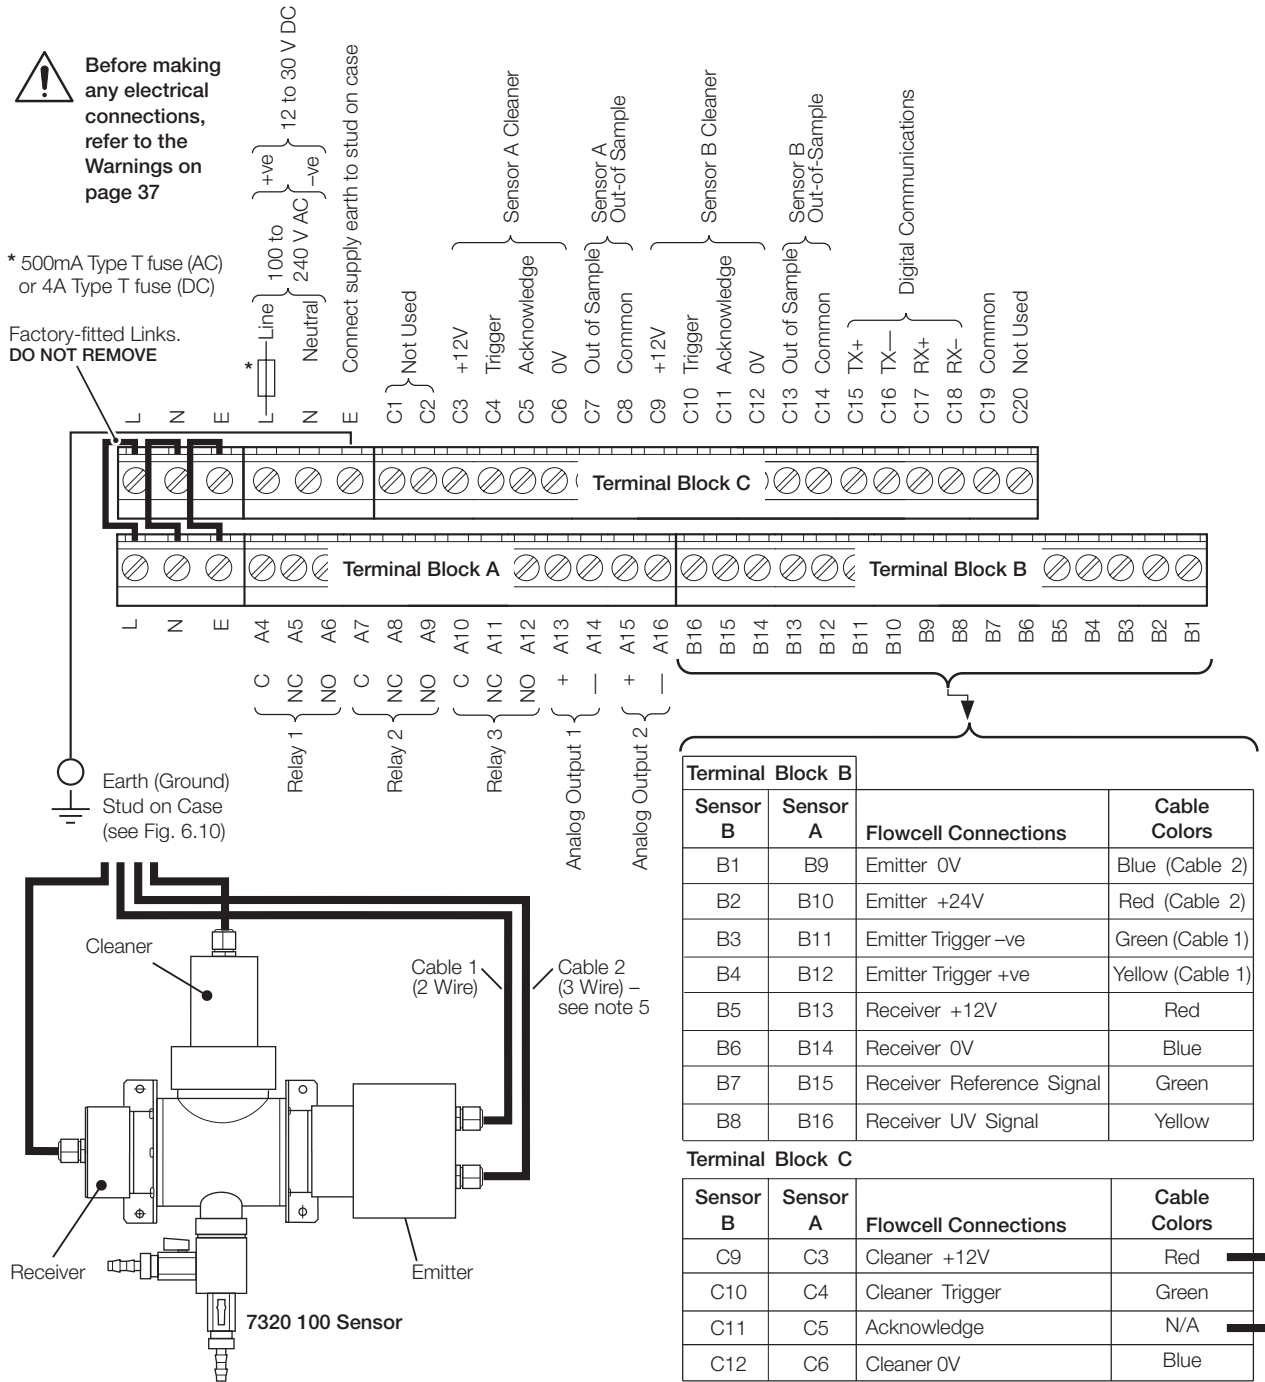 Before making
any electrical
connections,
refer to the
Warnings on
page 37
* 500mA Type T fuse (AC)
or 4A Type T fuse (DC)
Factory-fitted Links.
DO NOT REMOVE
12 to 30 V DC
+ve
–ve
100 to
240 V AC
*
Line
Neutral
Connect supply earth to stud on case
Sensor A Cleaner
Sensor A
Out-of Sample
Sensor B Cleaner
Sensor B
Out-of-Sample
Digital Communications
Not Used
+12V
Trigger
Acknowledge
0V
Out of Sample
Common
+12V
Trigger
Acknowledge
0V
Out of Sample
Common
TX+
TX—
RX+
RX–
Common
Not Used
L N E L N E C1 C2 C3 C4 C5 C6 C7 C8 C9 C10 C11 C12 C13 C14 C15 C16 C17 C18 C19 C20
Terminal Block C
Terminal Block A
Terminal Block B
L N E A4 A5 A6 A7 A8 A9 A10 A11 A12 A13 A14 A15 A16 B16 B15 B14 B13 B12 B11 B10 B9 B8 B7 B6 B5 B4 B3 B2 B1
C NC NO C NC NO C NC NO + — + —
Relay 1
Relay 2
Relay 3
Analog Output 1
Analog Output 2
Earth (Ground)
Stud on Case
(see Fig. 6.10)
Cleaner
Cable 1
(2 Wire)
Cable 2
(3 Wire) –
see note 5
Receiver
Emitter
7320 100 Sensor
Terminal Block B
Sensor B Sensor A Flowcell Connections Cable Colors
B1 B9 Emitter 0V Blue (Cable 2)
B2 B10 Emitter +24V Red (Cable 2)
B3 B11 Emitter Trigger –ve Green (Cable 1)
B4 B12 Emitter Trigger +ve Yellow (Cable 1)
B5 B13 Receiver +12V Red
B6 B14 Receiver 0V Blue
B7 B15 Receiver Reference Signal Green
B8 B16 Receiver UV Signal Yellow
Terminal Block C
Sensor B Sensor A Flowcell Connections Cable Colors
C9 C3 Cleaner +12V Red
C10 C4 Cleaner Trigger Green
C11 C5 Acknowledge N/A
C12 C6 Cleaner 0V Blue